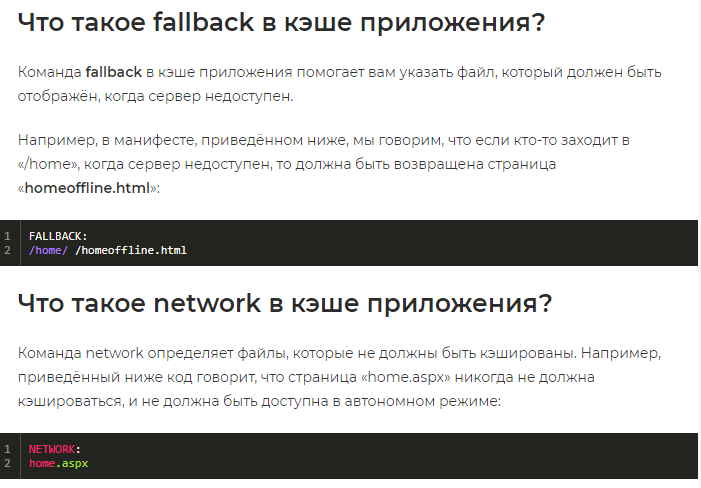 Что такое fallback в кэше приложения?
Команда fallback в кэше приложения помогает вам указать файл, который должен быть
отображён, когда сервер недоступен.
Например, в манифесте, приведённом ниже, мы говорим, что если кто-то заходит в
«/home», когда сервер недоступен, то должна быть возвращена страница
«homeoffline.html»:
1 FALLBACK:
2 /home/ /homeoffline.html
Что такое network в кэше приложения?
Команда network определяет файлы, которые не должны быть кэшированы. Например,
приведённый ниже код говорит, что страница «home.aspx» никогда не должна
кэшироваться, и не должна быть доступна в автономном режиме:
1 NETWORK:
2 home.aspx